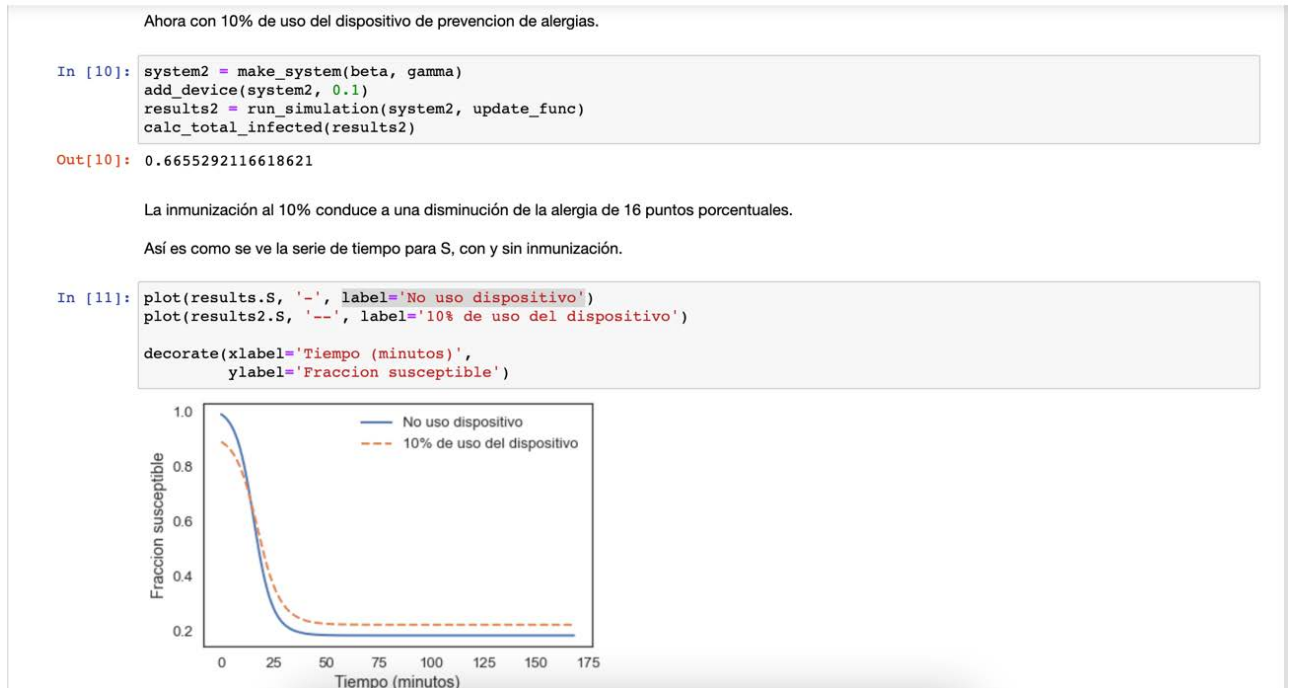 Ahora con 10% de uso del dispositivo de prevencion de alergias.
In [10]: system2 = make_system(beta, gamma)
add_device(system2, 0.1)
results2 = run_simulation(system2, update_func)
calc_total_infected(results2)
Out[10]: 0.6655292116618621
La inmunización al 10% conduce a una disminución de la alergia de 16 puntos porcentuales.
Así es como se ve la serie de tiempo para S, con y sin inmunización.
In [11]: plot(results.S, '-', label='No uso dispositivo')
plot(results2.S, '--', label='10% de uso del dispositivo')
decorate(xlabel='Tiempo (minutos)',
ylabel='Fraccion susceptible')
No uso dispositivo
10% de uso del dispositivo
Fraccion susceptible
1.0
0.8
0.6
0.4
0.2
0 25 50 75 100 125 150 175
Tiempo (minutos)